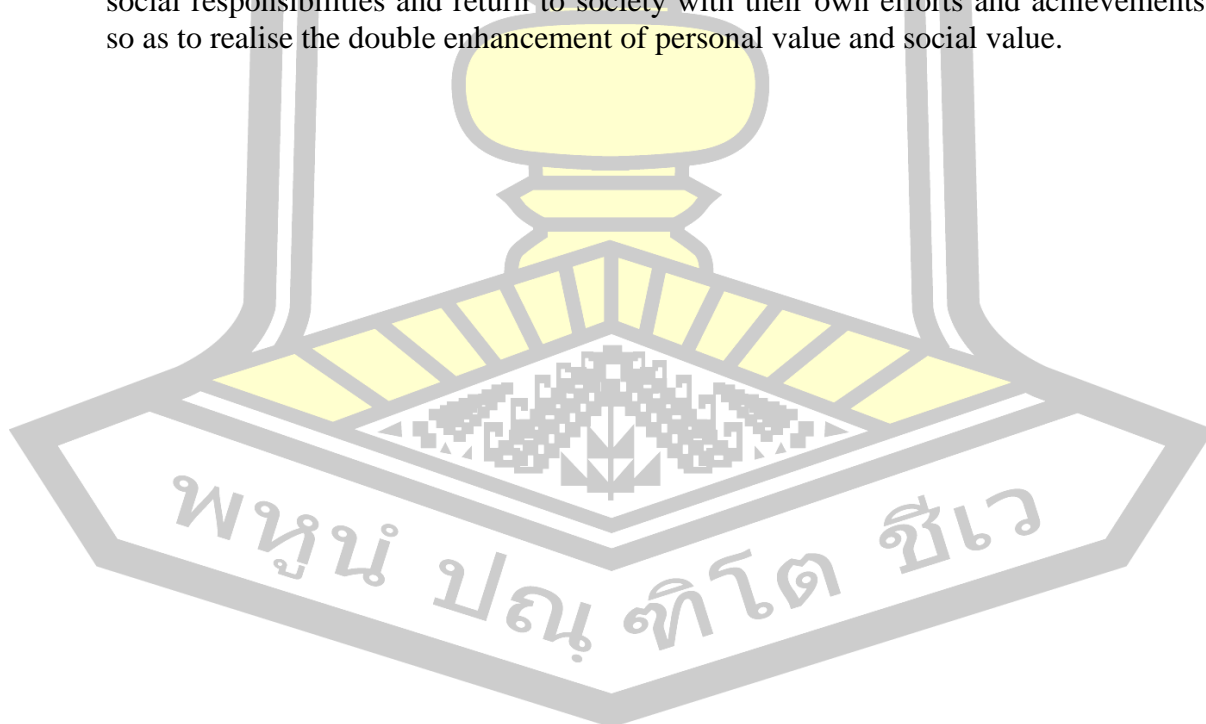 social responsibilities and return to society with their own efforts and achievements
so as to realise the double enhancement of personal value and social value.
พหูนํ ปณฺฑิโต ชีเว